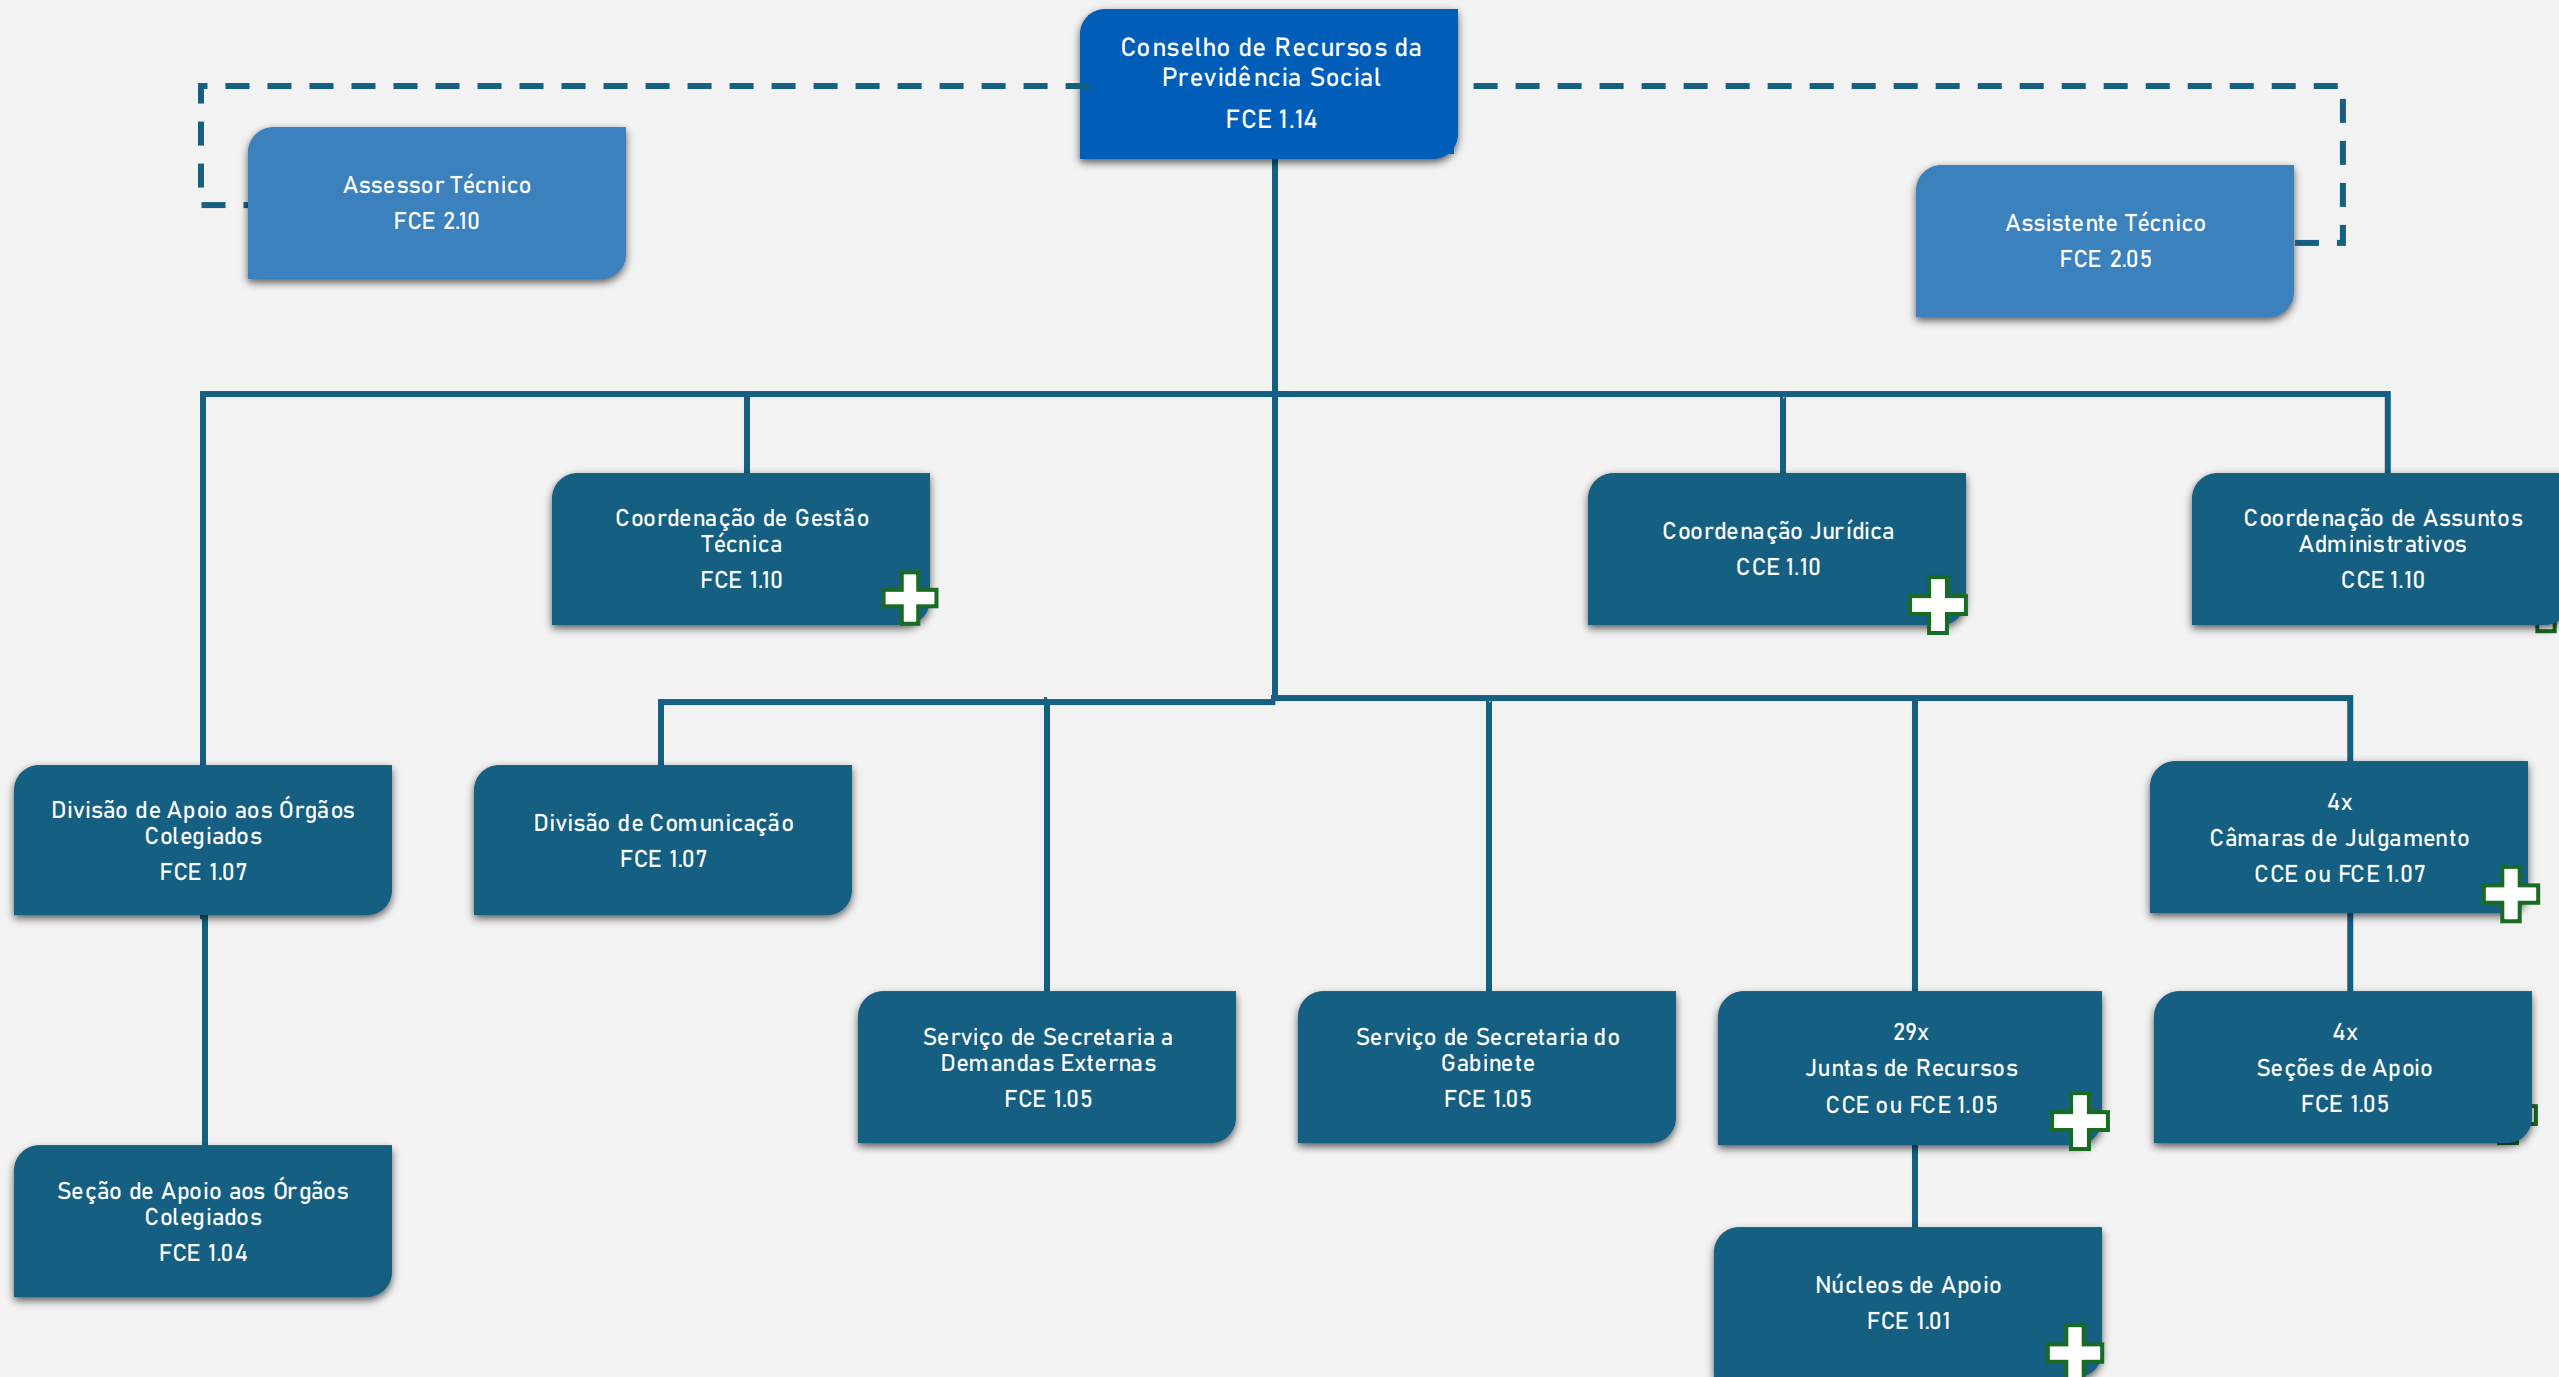 Conselho de Recursos da
Previdência Social
FCE 1.14
Assessor Técnico
FCE 2.10
Assistente Técnico
FCE 2.05
Coordenação de Gestão
Técnica
FCE 1.10
Coordenação Jurídica
CCE 1.10
Coordenação de Assuntos
Administrativos
CCE 1.10
Divisão de Apoio aos Órgãos
Colegiados
FCE 1.07
Divisão de Comunicação
FCE 1.07
4x
Câmaras de Julgamento
CCE ou FCE 1.07
Serviço de Secretaria a
Demandas Externas
FCE 1.05
Serviço de Secretaria do
Gabinete
FCE 1.05
29x
Juntas de Recursos
CCE ou FCE 1.05
4x
Seções de Apoio
FCE 1.05
Seção de Apoio aos Órgãos
Colegiados
FCE 1.04
Núcleos de Apoio
FCE 1.01